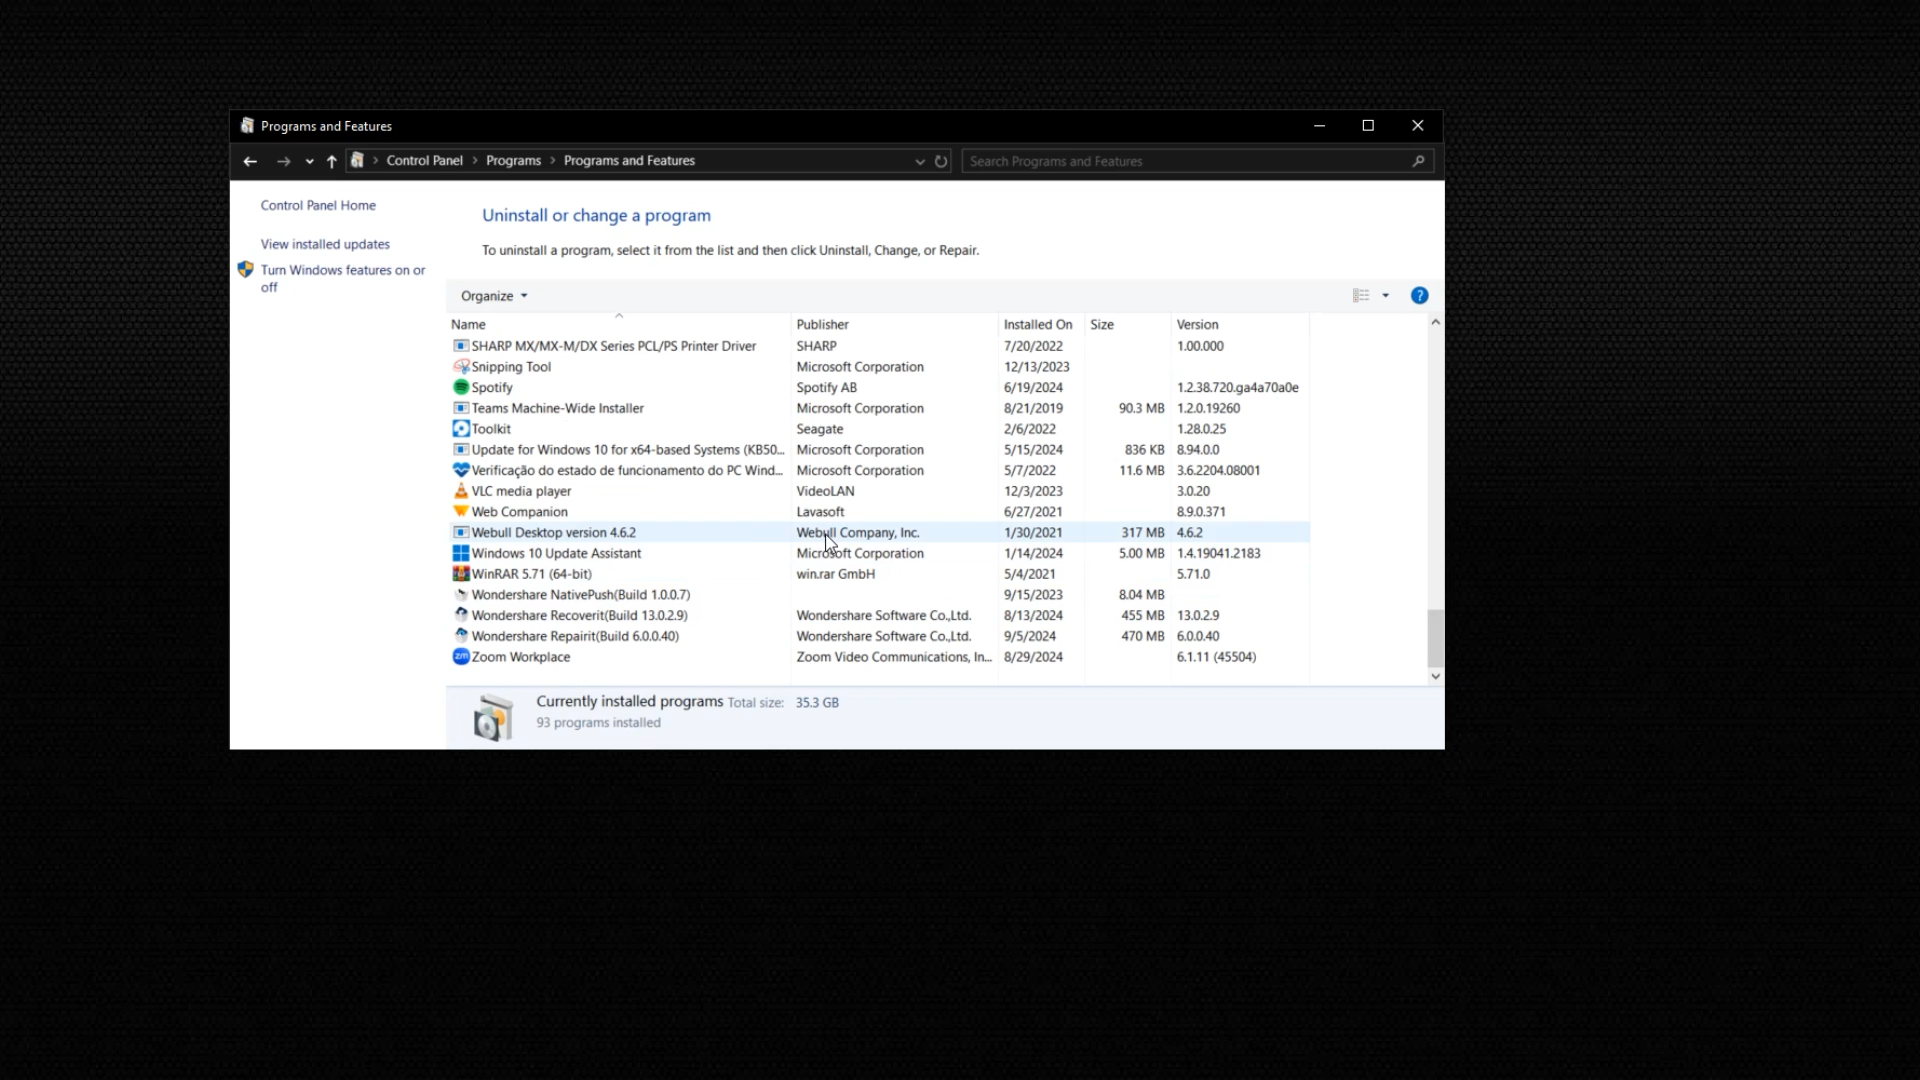 Programs and Features
Control Panel > Programs > Programs and Features
Search Programs and Features
Control Panel Home
View installed updates
Turn Windows features on or
off
Uninstall or change a program
To uninstall a program, select it from the list and then click Uninstall, Change, or Repair.
Organize
Name Publisher Installed On Size Version
SHARP MX/MX-M/DX Series PCL/PS Printer Driver SHARP 7/20/2022 1.00.000
Snipping Tool Microsoft Corporation 12/13/2023
Spotify Spotify AB 6/19/2024 1.2.38.720.ga4a70a0e
Teams Machine-Wide Installer Microsoft Corporation 8/21/2019 90.3 MB 1.2.0.19260
Toolkit Seagate 2/6/2022 1.28.0.25
Update for Windows 10 for x64-based Systems (KB50... Microsoft Corporation 5/15/2024 836 KB 8.94.0.0
Verificação do estado de funcionamento do PC Wind... Microsoft Corporation 5/7/2022 11.6 MB 3.6.2204.08001
VLC media player VideoLAN 12/3/2023 3.0.20
Web Companion Lavasoft 6/27/2021 8.9.0.371
Webull Desktop version 4.6.2 Webull Company, Inc. 1/30/2021 317 MB 4.6.2
Windows 10 Update Assistant Microsoft Corporation 1/14/2024 5.00 MB 1.4.19041.2183
WinRAR 5.71 (64-bit) win.rar GmbH 5/4/2021 5.71.0
Wondershare NativePush(Build 1.0.0.7) 9/15/2023 8.04 MB
Wondershare Recoverit(Build 13.0.2.9) Wondershare Software Co.,Ltd. 8/13/2024 455 MB 13.0.2.9
Wondershare Repairit(Build 6.0.0.40) Wondershare Software Co.,Ltd. 9/5/2024 470 MB 6.0.0.40
zm Zoom Workplace Zoom Video Communications, In... 8/29/2024 6.1.11 (45504)
Currently installed programs Total size: 35.3 GB
93 programs installed